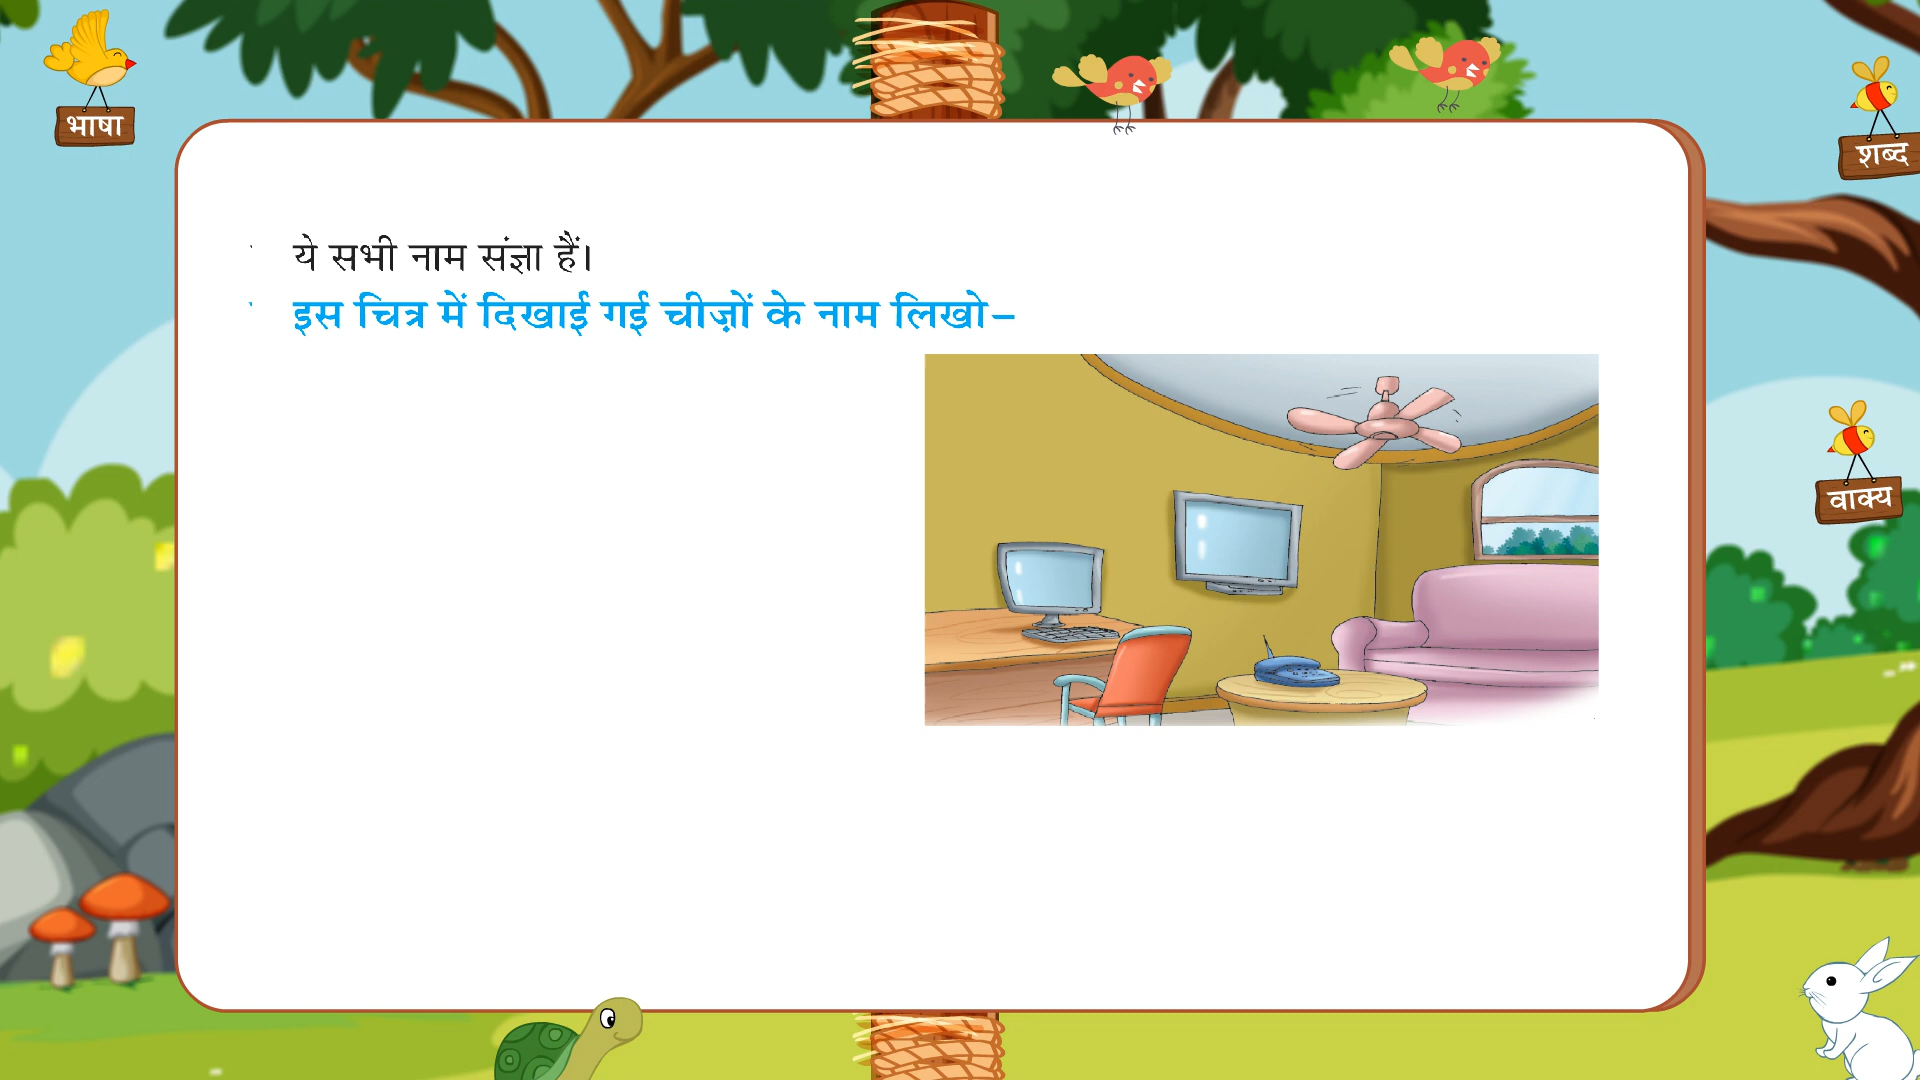 भाषा
शब्द
ये सभी नाम संज्ञा हैं।
इस चित्र में दिखाई गई चीज़ों के नाम लिखो–
वाक्य